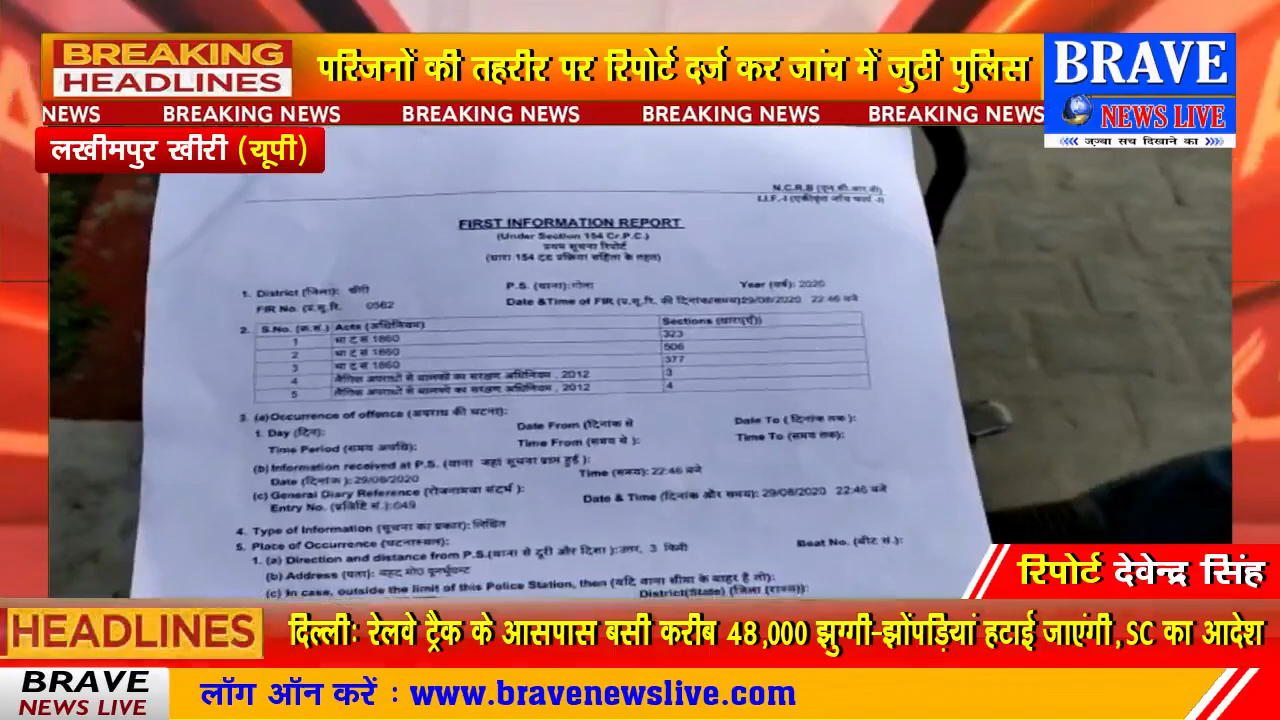 BREAKING
HEADLINES
परिजनों की तहरीर पर रिपोर्ट दर्ज कर जांच में जुटी पुलिस
BRAVE
NEWS LIVE
जज़्बा सच दिखाने का
NEWS BREAKING NEWS BREAKING NEWS BREAKING NEWS BREAKING NEWS
लखीमपुर खीरी (यूपी)
N.C.R.B (एन.सी.आर.बी)
I.I.F.-I (एकीकृत जाँच फार्म -I)
FIRST INFORMATION REPORT
(Under Section 154 Cr.P.C.)
प्रथम सूचना रिपोर्ट
(धारा 154 दंड प्रक्रिया संहिता के तहत)
1. District (जिला): खीरी P.S. (थाना): गोला Year (वर्ष): 2020
FIR No. (प्र.सू.रि. 0562 Date &Time of FIR (प्र.सू.रि. की दिनांक/समय)29/08/2020 22:46 बजे
2. S.No. (क्र.सं.) Acts (अधिनियम) Sections (धारा(एँ))
1 भा द सं 1860 323
2 भा द सं 1860 506
3 भा द सं 1860 377
4 लैंगिक अपराधों से बालकों का संरक्षण अधिनियम , 2012 3
5 लैंगिक अपराधों से बालकों का संरक्षण अधिनियम , 2012 4
3. (a)Occurrence of offence (अपराध की घटना):
1. Day (दिन): Date From (दिनांक से Date To ( दिनांक तक ):
Time Period (समय अवधि): Time From (समय से ): Time To (समय तक):
(b) Information received at P.S. (थाना जहां सूचना प्राप्त हुई ):
Date (दिनांक ): 29/08/2020 Time (समय): 22:46 बजे
(c) General Diary Reference (रोजनामचा संदर्भ ):
Entry No. (प्रविष्टि सं.): 049 Date & Time (दिनांक और समय): 29/08/2020 22:46 बजे
4. Type of Information (सूचना का प्रकार): लिखित
5. Place of Occurrence (घटनास्थल):
1. (a) Direction and distance from P.S.(थाना से दूरी और दिशा ):उत्तर, 3 किमी Beat No. (बीट सं.):
(b) Address (पता):
(c) In case, outside the limit of this Police Station, then (यदि थाना सीमा के बाहर है तो):
District(State) (जिला (राज्य)):
रिपोर्ट देवेन्द्र सिंह
HEADLINES
दिल्ली: रेलवे ट्रैक के आसपास बसी करीब 48,000 झुग्गी-झोंपड़ियां हटाई जाएंगी,SC का आदेश
BRAVE
NEWS LIVE
लॉग ऑन करें : www.bravenewslive.com